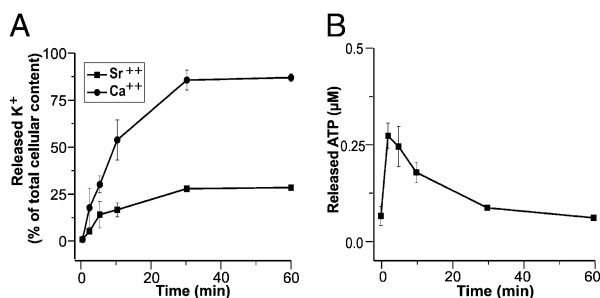 A
Released K+
(% of total cellular content)
100
75
50
25
0
Sr++
Ca++
0
20
40
60
Time (min)
B
Released ATP (µM)
0.5
0.25
0.0
0
20
40
60
Time (min)